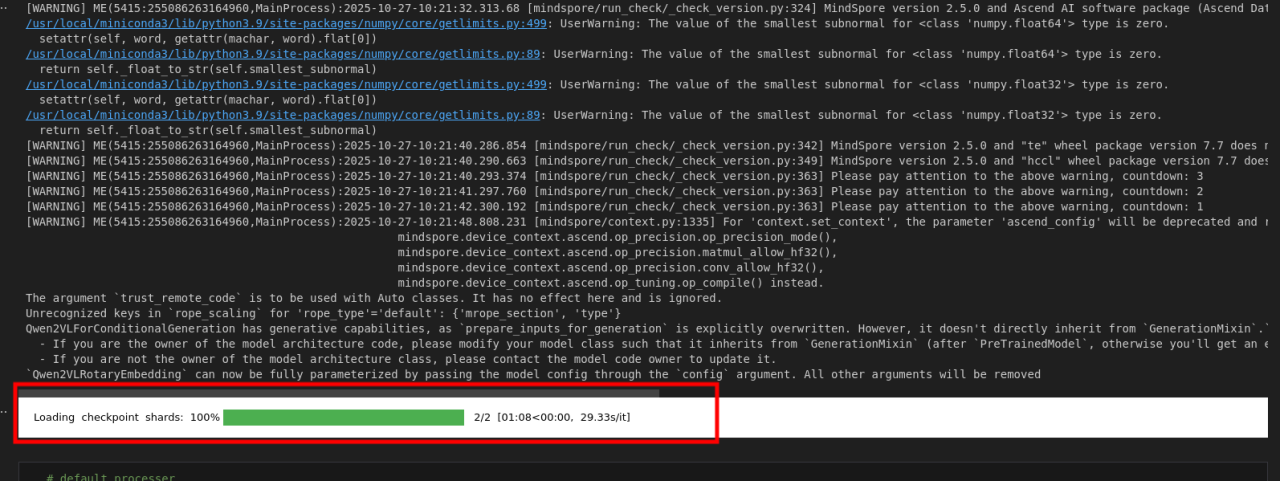 [WARNING] ME(5415:255086263164960,MainProcess):2025-10-27-10:21:32.313.68 [mindspore/run_check/_check_version.py:324] MindSpore version 2.5.0 and Ascend AI software package (Ascend Dat
/usr/local/miniconda3/lib/python3.9/site-packages/numpy/core/getlimits.py:499: UserWarning: The value of the smallest subnormal for <class 'numpy.float64'> type is zero.
setattr(self, word, getattr(machar, word).flat[0])
/usr/local/miniconda3/lib/python3.9/site-packages/numpy/core/getlimits.py:89: UserWarning: The value of the smallest subnormal for <class 'numpy.float64'> type is zero.
return self._float_to_str(self.smallest_subnormal)
/usr/local/miniconda3/lib/python3.9/site-packages/numpy/core/getlimits.py:499: UserWarning: The value of the smallest subnormal for <class 'numpy.float32'> type is zero.
setattr(self, word, getattr(machar, word).flat[0])
/usr/local/miniconda3/lib/python3.9/site-packages/numpy/core/getlimits.py:89: UserWarning: The value of the smallest subnormal for <class 'numpy.float32'> type is zero.
return self._float_to_str(self.smallest_subnormal)
[WARNING] ME(5415:255086263164960,MainProcess):2025-10-27-10:21:40.286.854 [mindspore/run_check/_check_version.py:342] MindSpore version 2.5.0 and "te" wheel package version 7.7 does
[WARNING] ME(5415:255086263164960,MainProcess):2025-10-27-10:21:40.290.663 [mindspore/run_check/_check_version.py:349] MindSpore version 2.5.0 and "hccl" wheel package version 7.7 does
[WARNING] ME(5415:255086263164960,MainProcess):2025-10-27-10:21:40.293.374 [mindspore/run_check/_check_version.py:363] Please pay attention to the above warning, countdown: 3
[WARNING] ME(5415:255086263164960,MainProcess):2025-10-27-10:21:41.297.760 [mindspore/run_check/_check_version.py:363] Please pay attention to the above warning, countdown: 2
[WARNING] ME(5415:255086263164960,MainProcess):2025-10-27-10:21:42.300.192 [mindspore/run_check/_check_version.py:363] Please pay attention to the above warning, countdown: 1
[WARNING] ME(5415:255086263164960,MainProcess):2025-10-27-10:21:48.808.231 [mindspore/context.py:1335] For 'context.set_context', the parameter 'ascend_config' will be deprecated and
mindspore.device_context.ascend.op_precision.op_precision_mode(),
mindspore.device_context.ascend.op_precision.matmul_allow_hf32(),
mindspore.device_context.ascend.op_precision.conv_allow_hf32(),
mindspore.device_context.ascend.op_tuning.op_compile() instead.
The argument `trust_remote_code` is to be used with Auto classes. It has no effect here and is ignored.
Unrecognized keys in `rope_scaling` for 'rope_type'='default': {'mrope_section', 'type'}
Qwen2VLForConditionalGeneration has generative capabilities, as `prepare_inputs_for_generation` is explicitly overwritten. However, it doesn't directly inherit from `GenerationMixin`.`
- If you are the owner of the model architecture code, please modify your model class such that it inherits from `GenerationMixin` (after `PreTrainedModel`, otherwise you'll get an e
- If you are not the owner of the model architecture class, please contact the model code owner to update it.
`Qwen2VLRotaryEmbedding` can now be fully parameterized by passing the model config through the `config` argument. All other arguments will be removed
Loading checkpoint shards: 100% 2/2 [01:08<00:00, 29.33s/it]
# default processer